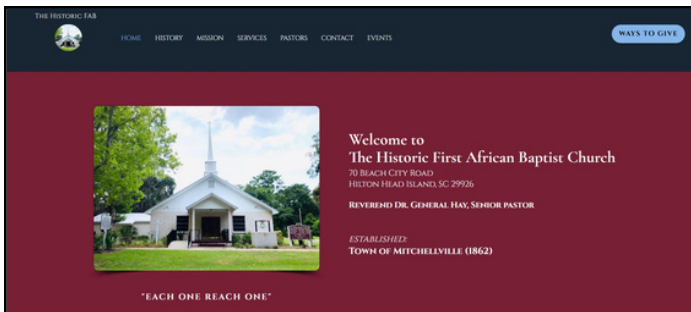 The Historic FAB
HOME HISTORY MISSION SERVICES PASTORS CONTACT EVENTS
WAYS TO GIVE
Welcome to
The Historic First African Baptist Church
70 Beach City Road
Hilton Head Island, SC 29926
Reverend Dr. General Hay, Senior pastor
ESTABLISHED:
Town of Mitchellville (1862)
"EACH ONE REACH ONE"